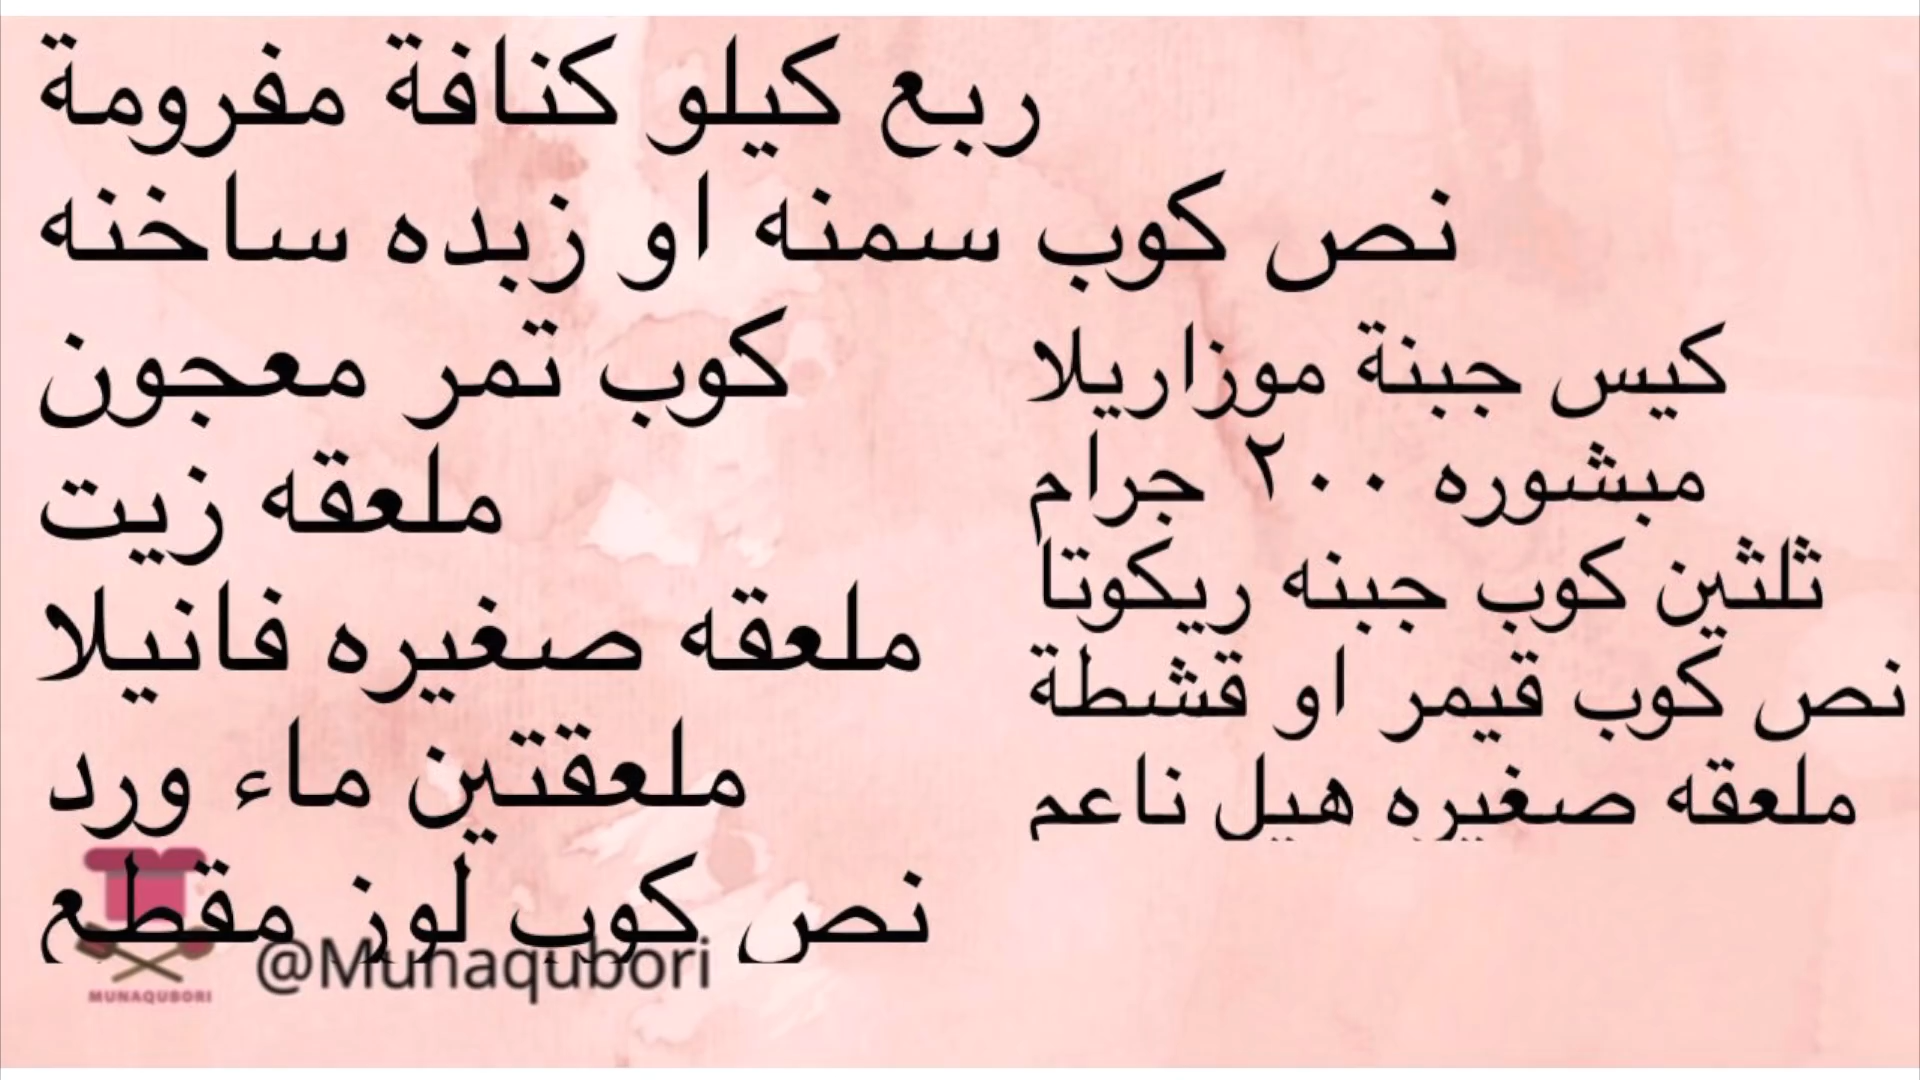 ربع كيلو كنافة مفرومة
نص كوب سمنه او زبده ساخنه
كوب تمر معجون
ملعقه زيت
ملعقه صغيره فانيلا
ملعقتين ماء ورد
نص كوب لوز مقطع
كيس جبنة موزاريلا
مبشوره ٢٠٠ جرام
ثلثين كوب جبنه ريكوتا
نص كوب قيمر او قشطة
ملعقه صغيره هيل ناعم
@Munaqubori
MUNAQUBORI